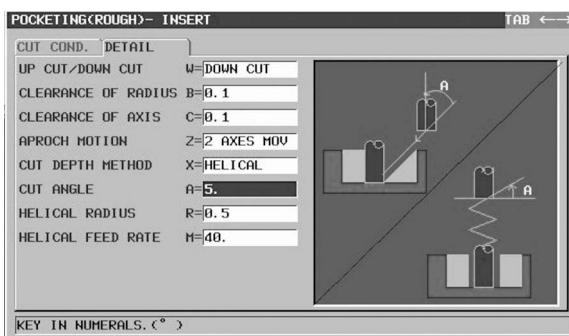 POCKETING(ROUGH)- INSERT TAB ←→
CUT COND. DETAIL
UP CUT/DOWN CUT W=DOWN CUT
CLEARANCE OF RADIUS B=0.1
CLEARANCE OF AXIS C=0.1
APROCH MOTION Z=2 AXES MOV
CUT DEPTH METHOD X=HELICAL
CUT ANGLE A=5.
HELICAL RADIUS R=0.5
HELICAL FEED RATE M=40.
A
A
KEY IN NUMERALS.(° )